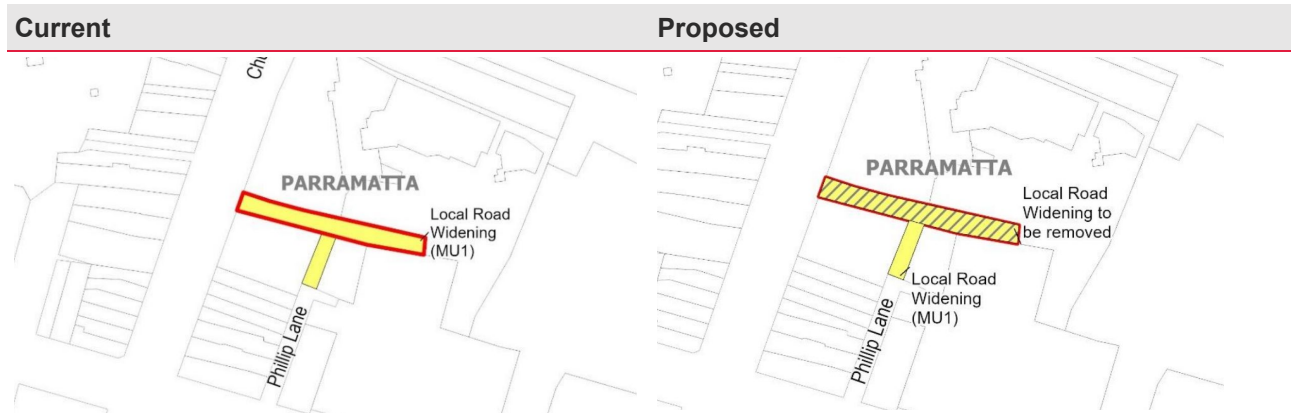 Current
Proposed
Chu
PARRAMATTA
Local Road
Widening
(MU1)
Phillip Lane
PARRAMATTA
Local Road
Widening to
be removed
Local Road
Widening
(MU1)
Phillip Lane